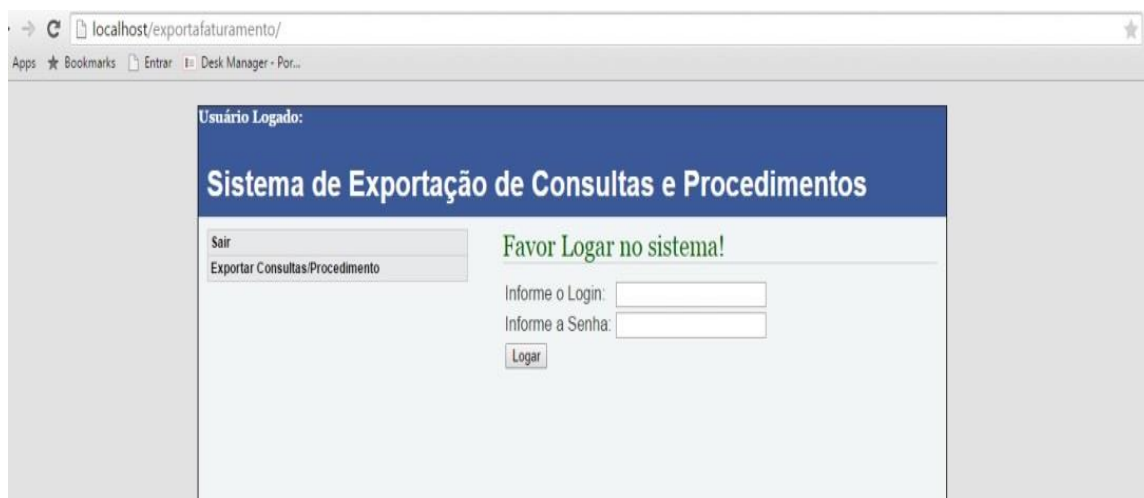 localhost/exportafaturamento/
Apps Bookmarks Entrar Desk Manager - Por...
Usuário Logado:
Sistema de Exportação de Consultas e Procedimentos
Sair
Exportar Consultas/Procedimento
Favor Logar no sistema!
Informe o Login:
Informe a Senha:
Logar